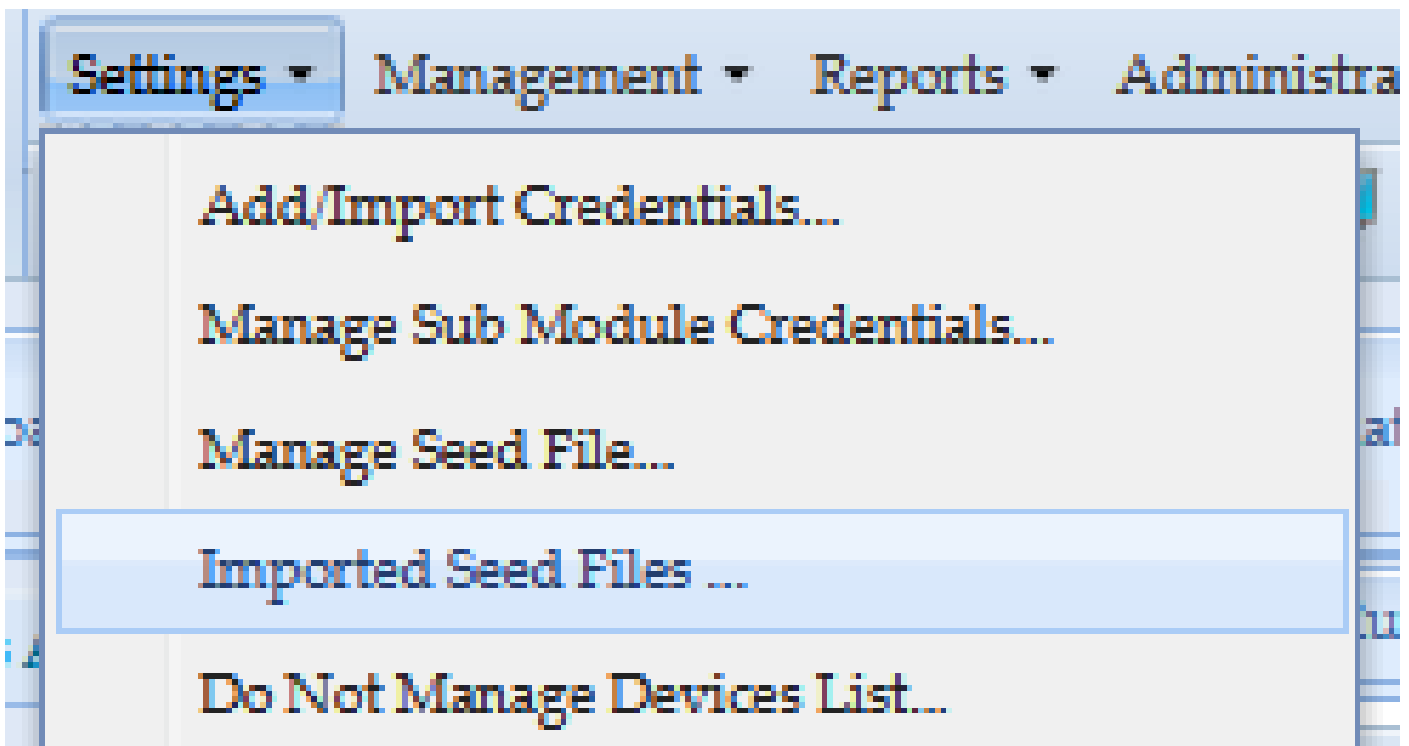 Settings Management Reports Administra
Add/Import Credentials...
Manage Sub Module Credentials...
Manage Seed File...
Imported Seed Files ...
Do Not Manage Devices List...